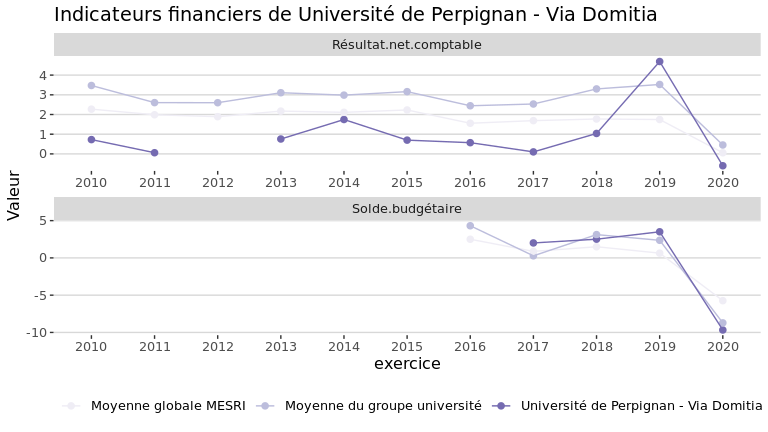 Indicateurs financiers de Université de Perpignan - Via Domitia
Résultat.net.comptable
4
3
2
1
0
2010 2011 2012 2013 2014 2015 2016 2017 2018 2019 2020
Valeur
Solde.budgétaire
5
0
-5
-10
2010 2011 2012 2013 2014 2015 2016 2017 2018 2019 2020
exercice
Moyenne globale MESRI Moyenne du groupe université Université de Perpignan - Via Domitia